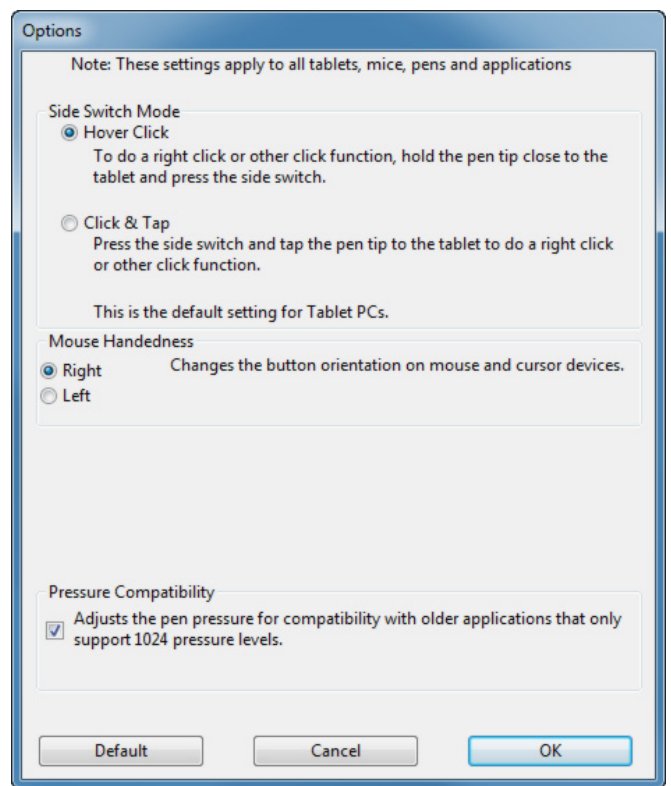 Options
Note: These settings apply to all tablets, mice, pens and applications
Side Switch Mode
Hover Click
To do a right click or other click function, hold the pen tip close to the
tablet and press the side switch.
Click & Tap
Press the side switch and tap the pen tip to the tablet to do a right click
or other click function.
This is the default setting for Tablet PCs.
Mouse Handedness
Right
Changes the button orientation on mouse and cursor devices.
Left
Pressure Compatibility
Adjusts the pen pressure for compatibility with older applications that only
support 1024 pressure levels.
Default
Cancel
OK